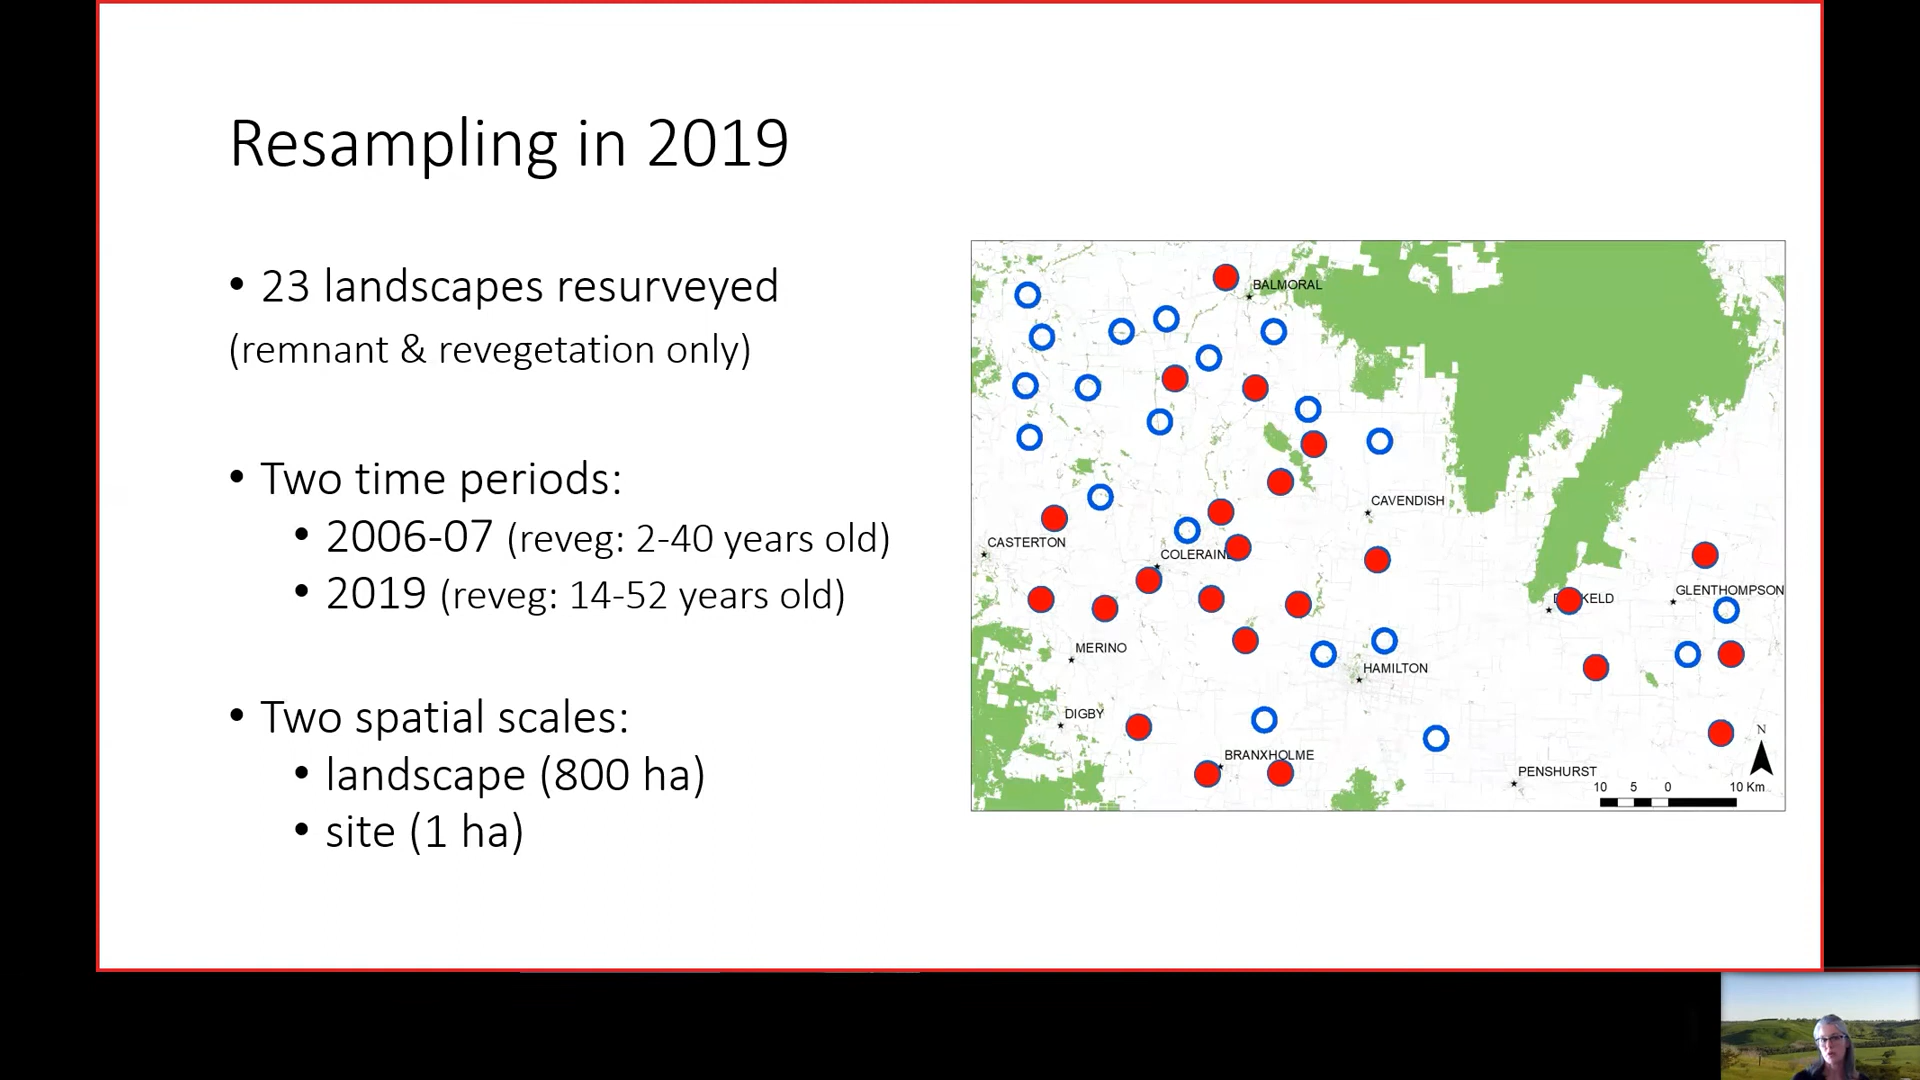 Resampling in 2019
• 23 landscapes resurveyed
(remnant & revegetation only)
• Two time periods:
• 2006-07 (reveg: 2-40 years old)
• 2019 (reveg: 14-52 years old)
• Two spatial scales:
• landscape (800 ha)
• site (1 ha)
BALMORAL
CAVENDISH
CASTERTON
COLERAIN
GLENTHOMPSON
D KELD
MERINO
HAMILTON
DIGBY
BRANXHOLME
PENSHURST
N
10 5 0 10 Km